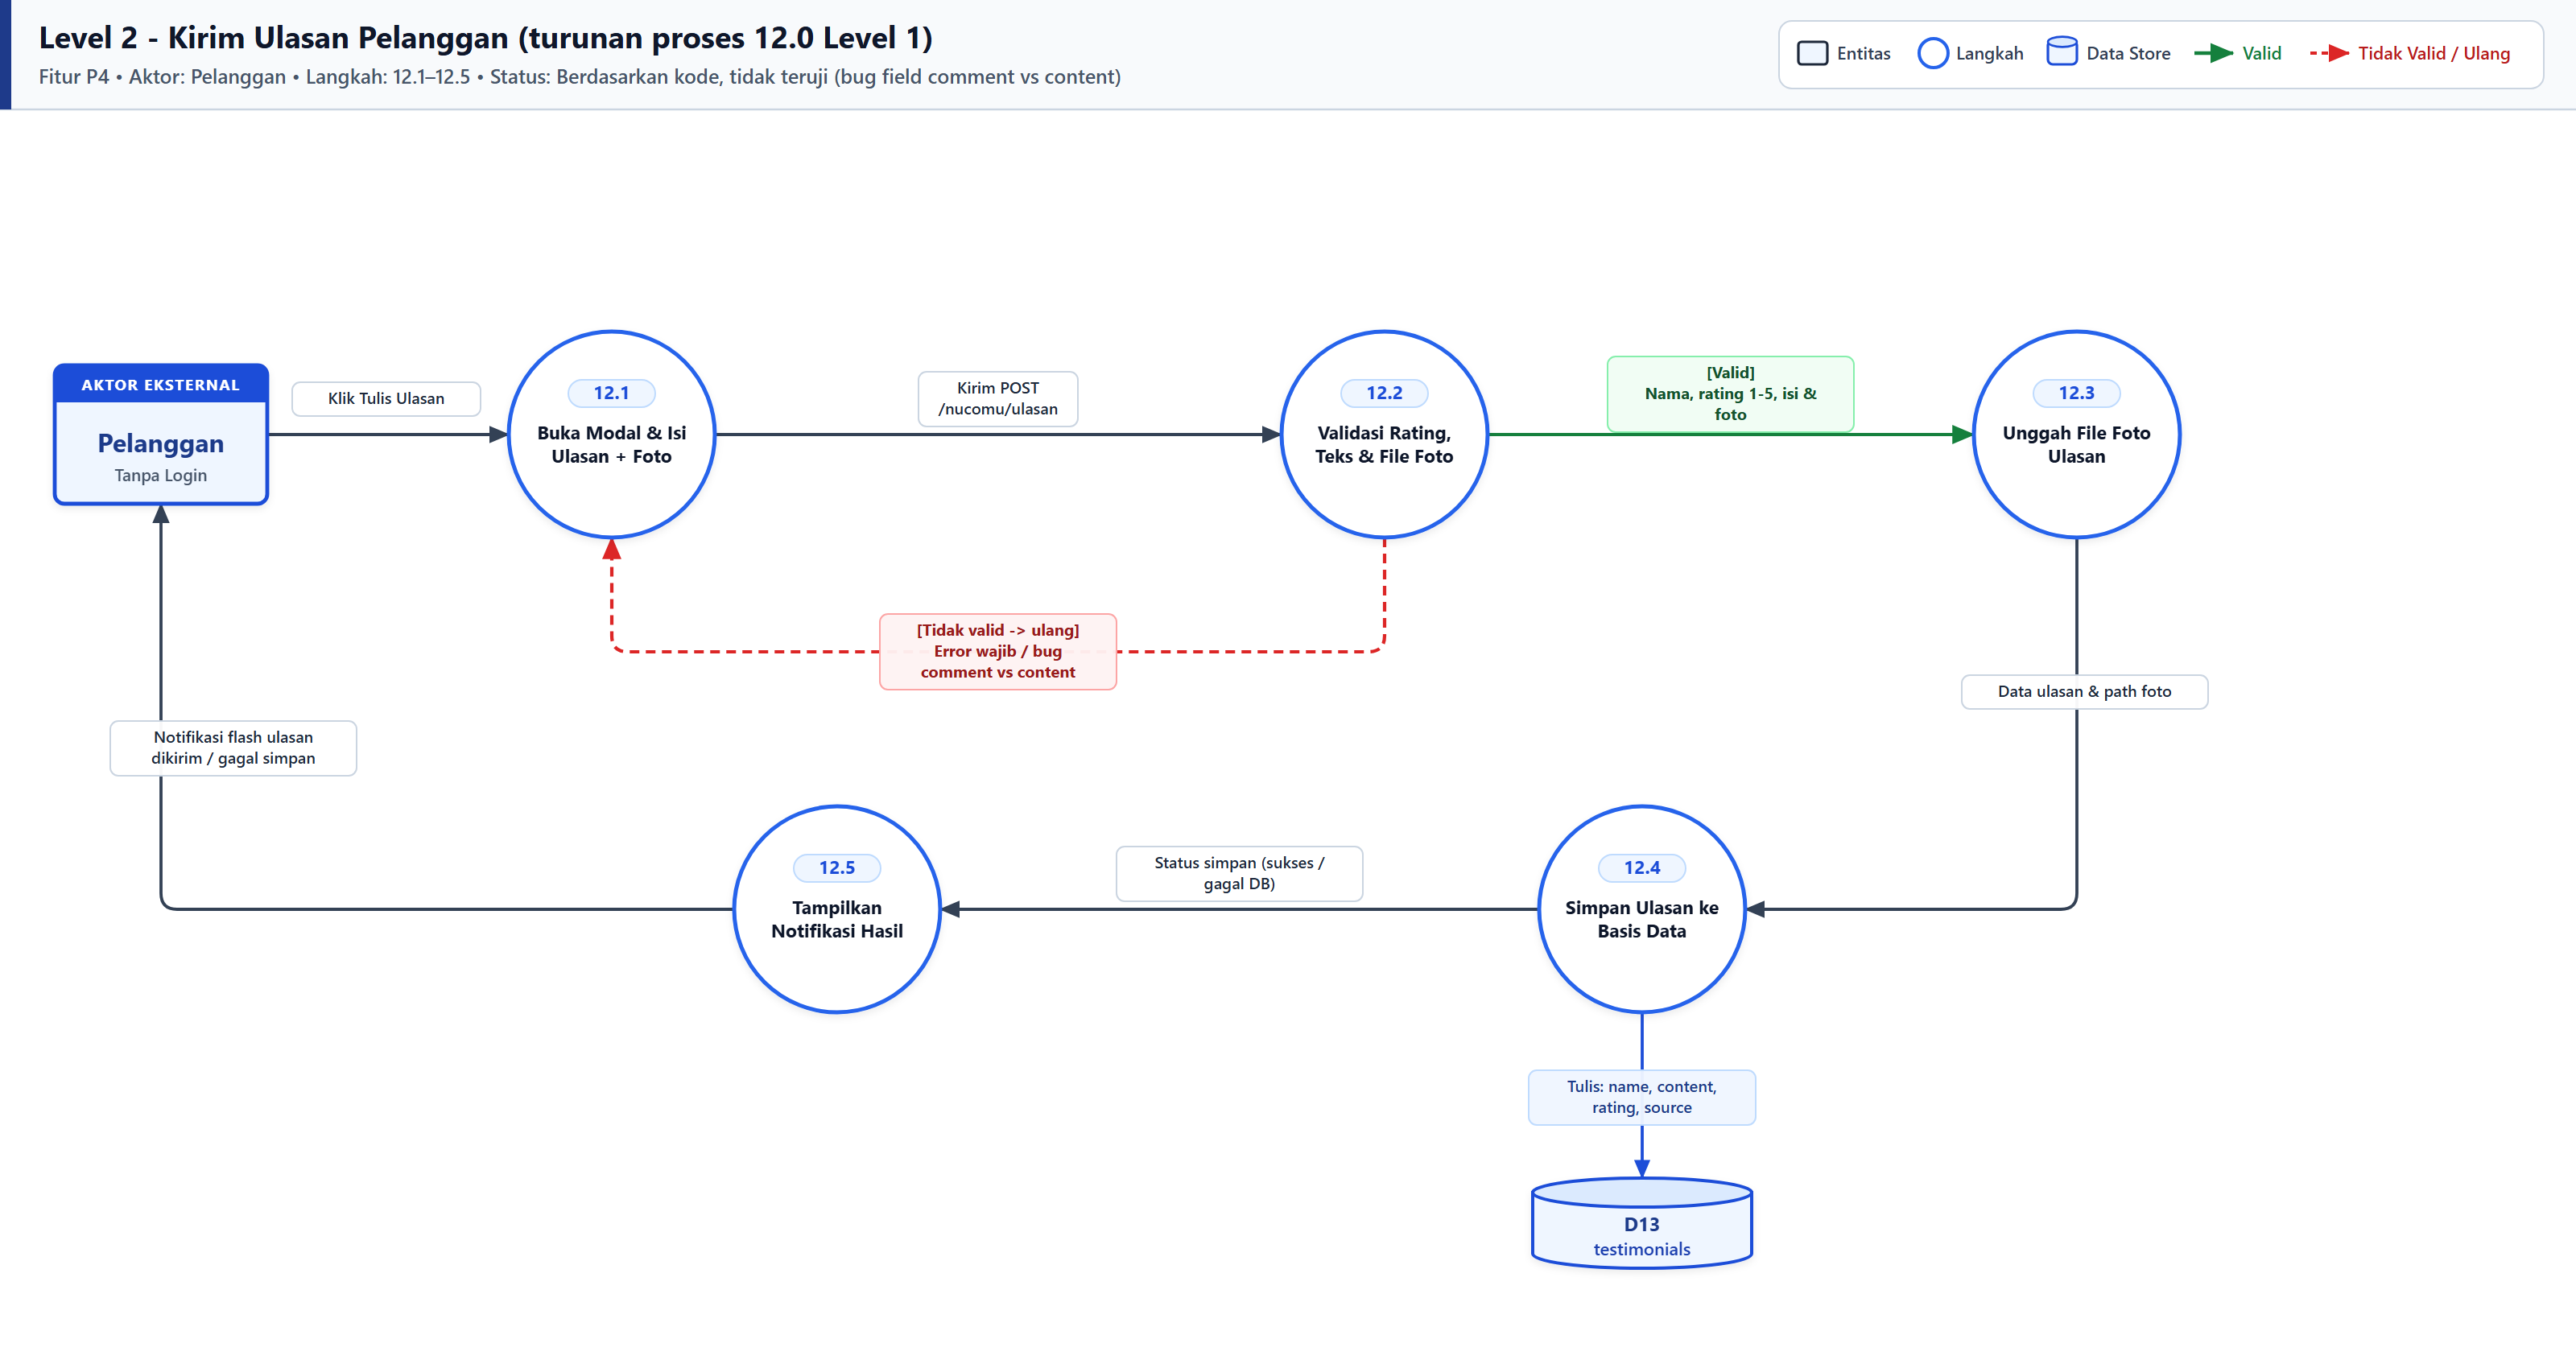 Level 2 - Kirim Ulasan Pelanggan (turunan proses 12.0 Level 1)
Fitur P4 • Aktor: Pelanggan • Langkah: 12.1–12.5 • Status: Berdasarkan kode, tidak teruji (bug field comment vs content)
Entitas
Langkah
Data Store
Valid
Tidak Valid / Ulang
AKTOR EKSTERNAL
Pelanggan
Tanpa Login
Klik Tulis Ulasan
12.1
Buka Modal & Isi
Ulasan + Foto
Kirim POST
/nucomu/ulasan
12.2
Validasi Rating,
Teks & File Foto
[Valid]
Nama, rating 1-5, isi &
foto
12.3
Unggah File Foto
Ulasan
[Tidak valid -> ulang]
Error wajib / bug
comment vs content
Data ulasan & path foto
Notifikasi flash ulasan
dikirim / gagal simpan
12.5
Tampilkan
Notifikasi Hasil
Status simpan (sukses /
gagal DB)
12.4
Simpan Ulasan ke
Basis Data
Tulis: name, content,
rating, source
D13
testimonials